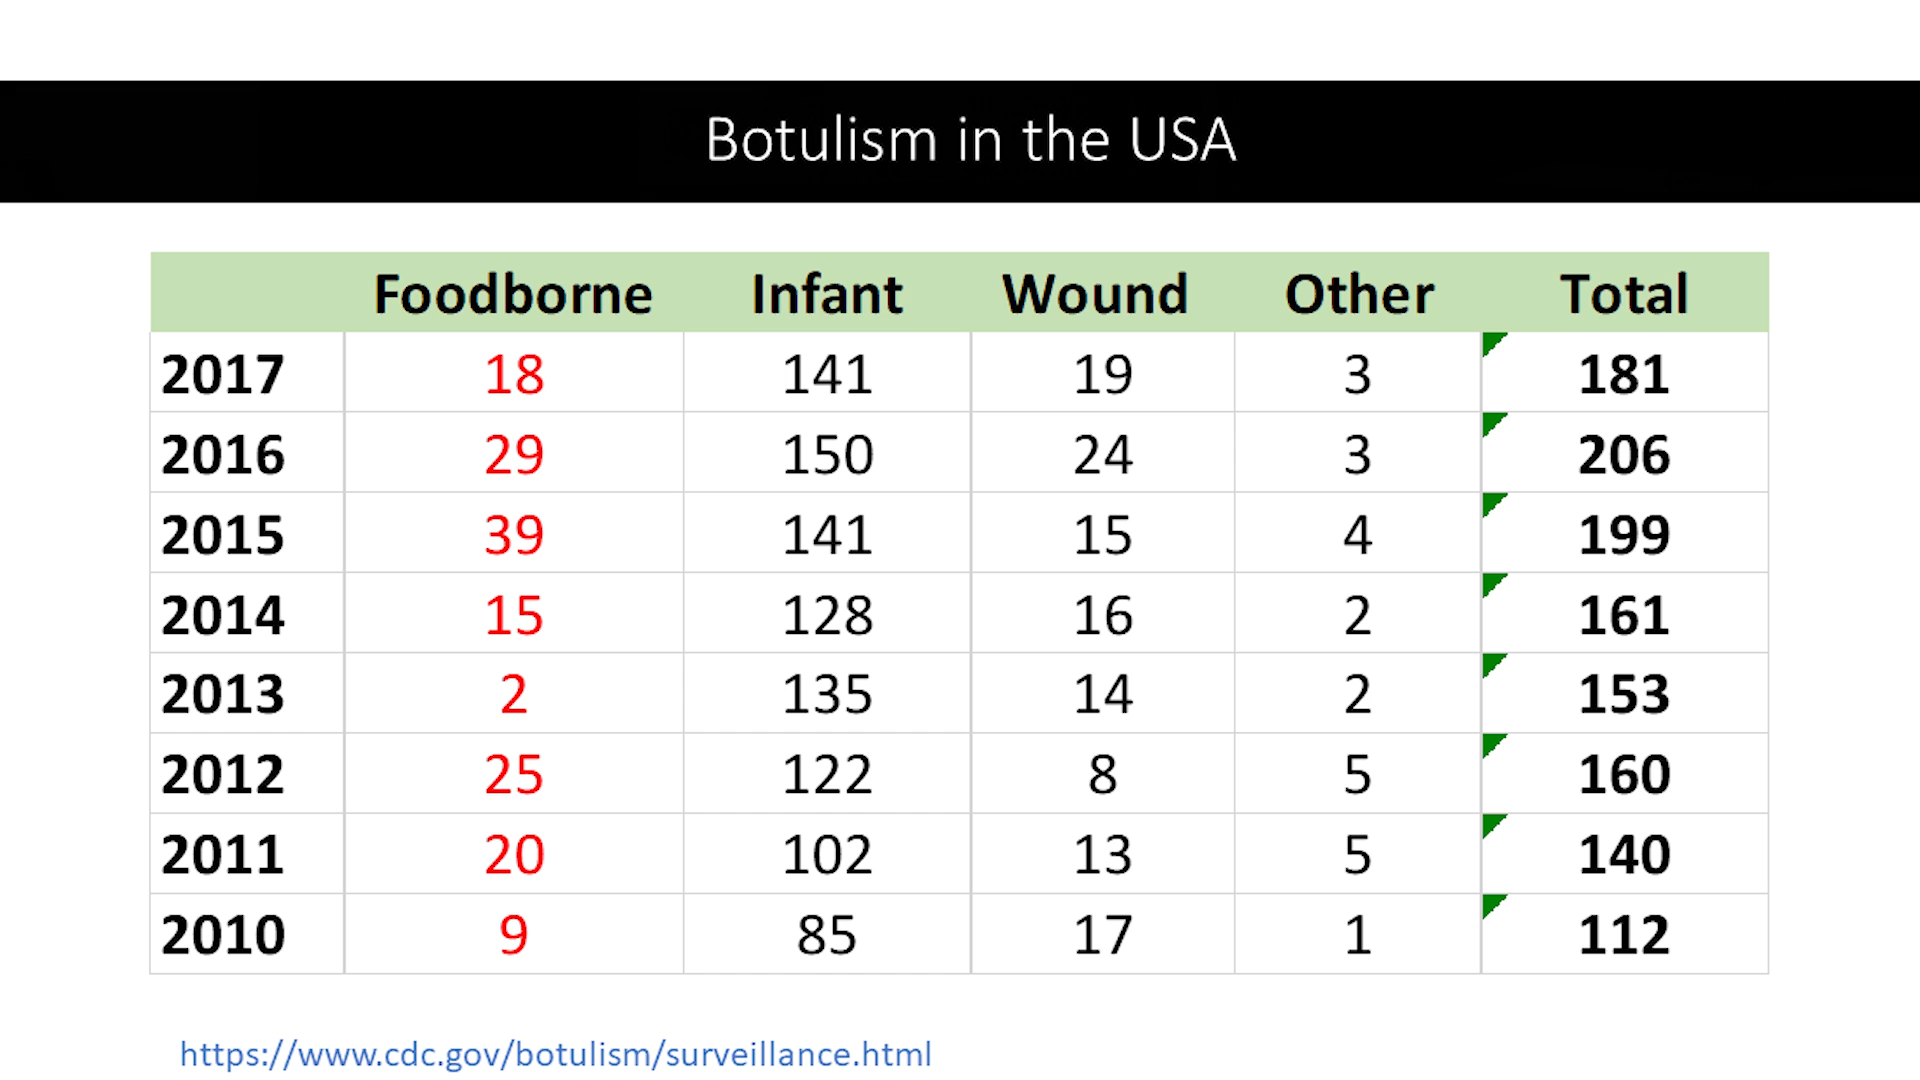 Botulism in the USA
Foodborne Infant Wound Other Total
2017 18 141 19 3 181
2016 29 150 24 3 206
2015 39 141 15 4 199
2014 15 128 16 2 161
2013 2 135 14 2 153
2012 25 122 8 5 160
2011 20 102 13 5 140
2010 9 85 17 1 112
https://www.cdc.gov/botulism/surveillance.html